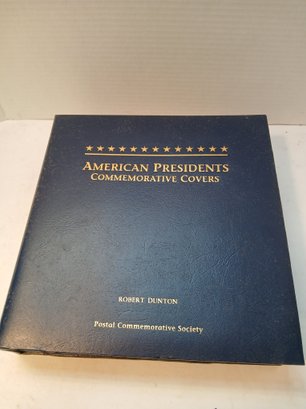 AMERICAN PRESIDENTS
COMMEMORATIVE COVERS
ROBERT DUNTON
Postal Commemorative Society